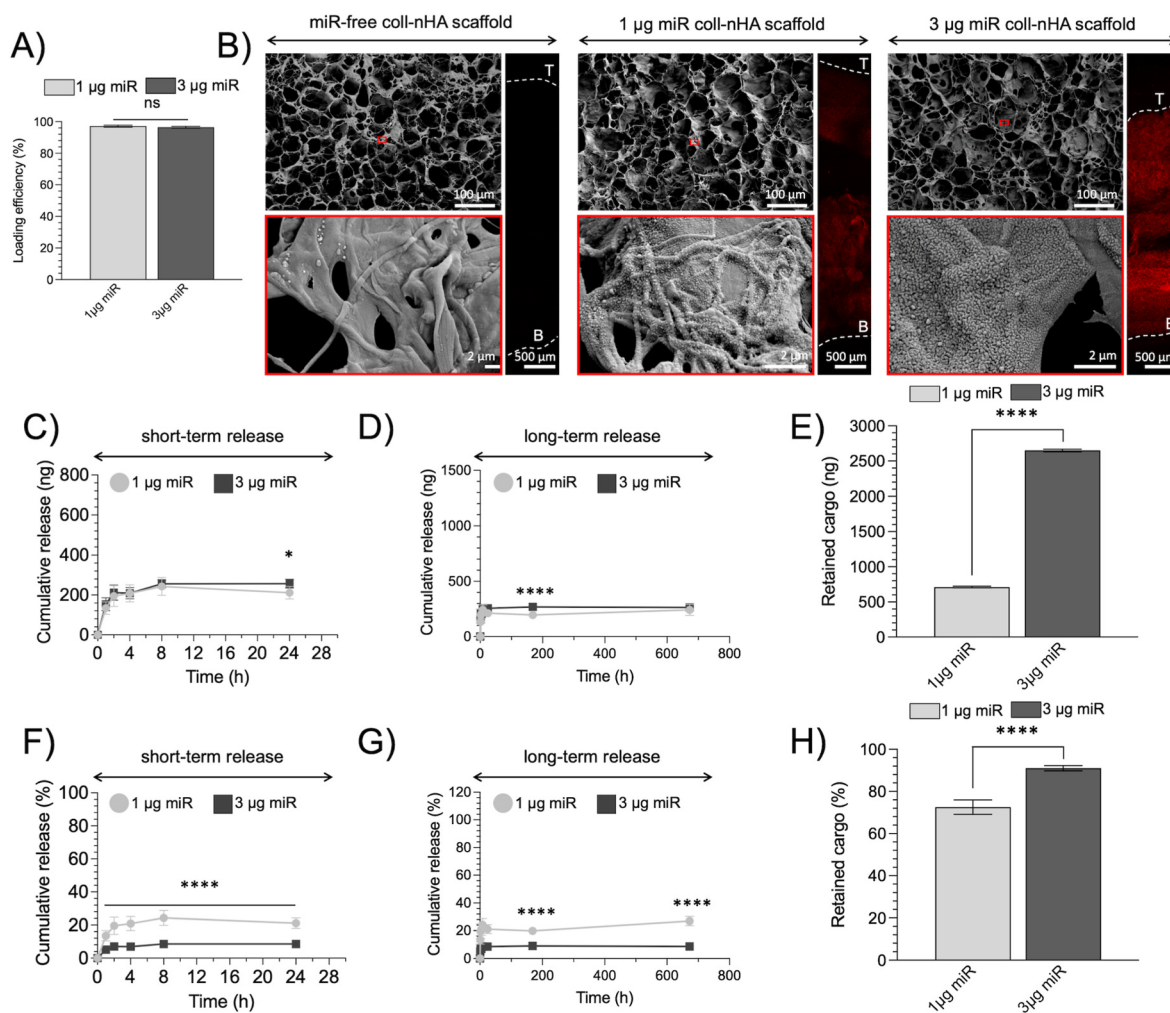 A)
1 µg miR 3 µg miR
ns
Loading efficiency (%)
100
80
60
40
20
0
1µg miR
3µg miR
B)
miR-free coll-nHA scaffold
1 µg miR coll-nHA scaffold
3 µg miR coll-nHA scaffold
T
100 µm
2 µm
B
500 µm
T
100 µm
2 µm
B
500 µm
T
100 µm
2 µm
500 µm
C)
short-term release
1 µg miR 3 µg miR
Cumulative release (ng)
800
600
400
200
0
*
0 4 8 12 16 20 24 28
Time (h)
D)
long-term release
1 µg miR 3 µg miR
Cumulative release (ng)
1500
1000
500
0
****
0 200 400 600 800
Time (h)
E)
1 µg miR 3 µg miR
****
Retained cargo (ng)
3000
2500
2000
1500
1000
500
0
1µg miR
3µg miR
F)
short-term release
1 µg miR 3 µg miR
Cumulative release (%)
100
80
60
40
20
0
****
0 4 8 12 16 20 24 28
Time (h)
G)
long-term release
1 µg miR 3 µg miR
Cumulative release (%)
120
100
80
60
40
20
0
****
****
0 200 400 600 800
Time (h)
H)
1 µg miR 3 µg miR
****
Retained cargo (%)
100
80
60
40
20
0
1µg miR
3µg miR